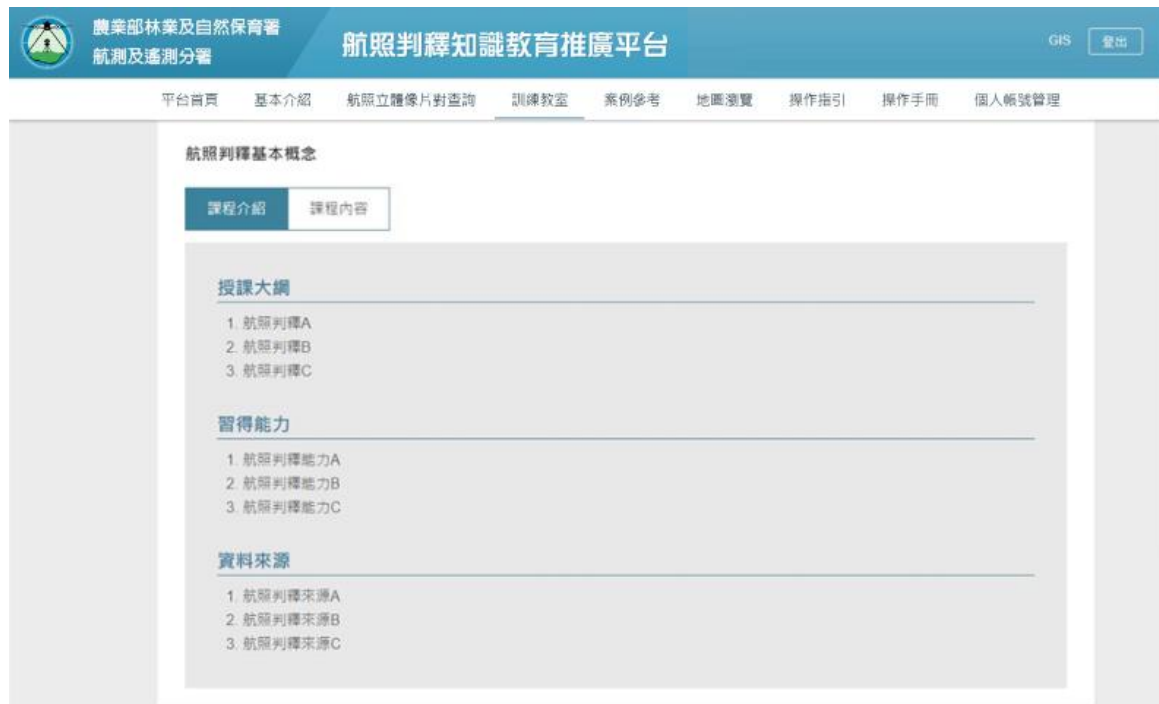 農業部林業及自然保育署
航測及遙測分署
航照判釋知識教育推廣平台
GIS 登出
平台首頁 基本介紹 航照立體像片對查詢 訓練教室 案例參考 地圖瀏覽 操作指引 操作手冊 個人帳號管理
航照判釋基本概念
課程介紹 課程內容
授課大綱
1. 航照判釋A
2. 航照判釋B
3. 航照判釋C
習得能力
1. 航照判釋能力A
2. 航照判釋能力B
3. 航照判釋能力C
資料來源
1. 航照判釋來源A
2. 航照判釋來源B
3. 航照判釋來源C